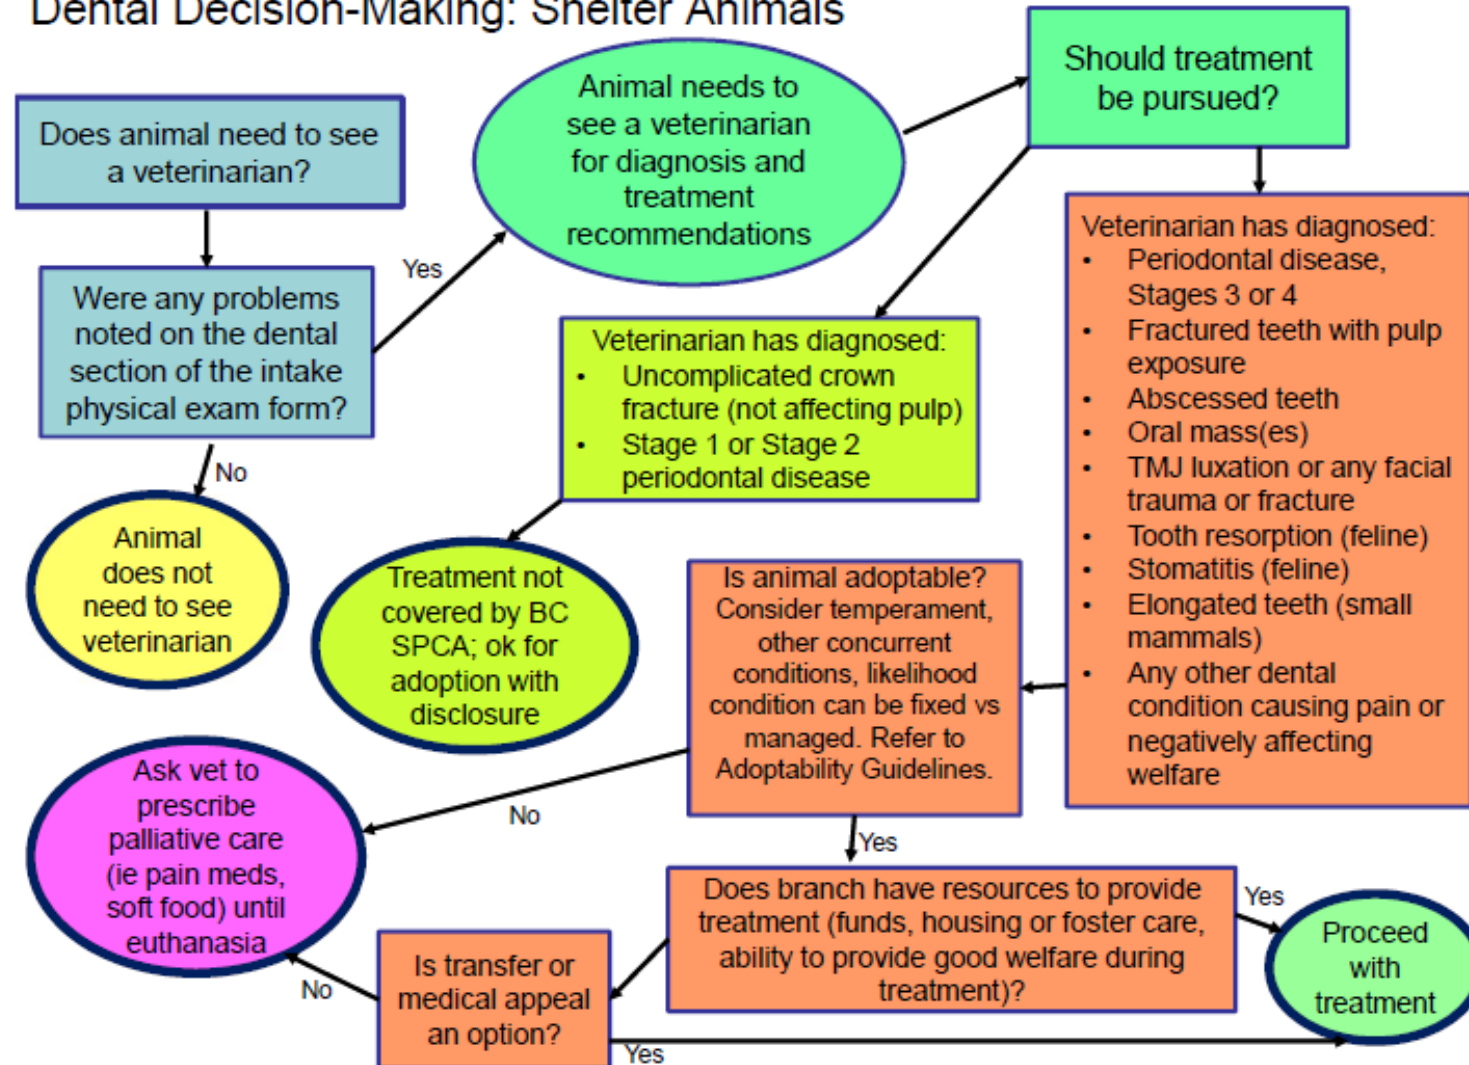 Dental Decision-Making: Shelter Animals
Does animal need to see
a veterinarian?
Were any problems
noted on the dental
section of the intake
physical exam form?
Yes
No
Animal
does not
need to see
veterinarian
Animal needs to
see a veterinarian
for diagnosis and
treatment
recommendations
Should treatment
be pursued?
Veterinarian has diagnosed:
• Uncomplicated crown
fracture (not affecting pulp)
• Stage 1 or Stage 2
periodontal disease
Treatment not
covered by BC
SPCA; ok for
adoption with
disclosure
Veterinarian has diagnosed:
• Periodontal disease,
Stages 3 or 4
• Fractured teeth with pulp
exposure
• Abscessed teeth
• Oral mass(es)
• TMJ luxation or any facial
trauma or fracture
• Tooth resorption (feline)
• Stomatitis (feline)
• Elongated teeth (small
mammals)
• Any other dental
condition causing pain or
negatively affecting
welfare
Is animal adoptable?
Consider temperament,
other concurrent
conditions, likelihood
condition can be fixed vs
managed. Refer to
Adoptability Guidelines.
No
Yes
Ask vet to
prescribe
palliative care
(ie pain meds,
soft food) until
euthanasia
Does branch have resources to provide
treatment (funds, housing or foster care,
ability to provide good welfare during
treatment)?
Yes
Proceed
with
treatment
Is transfer or
medical appeal
an option?
No
Yes